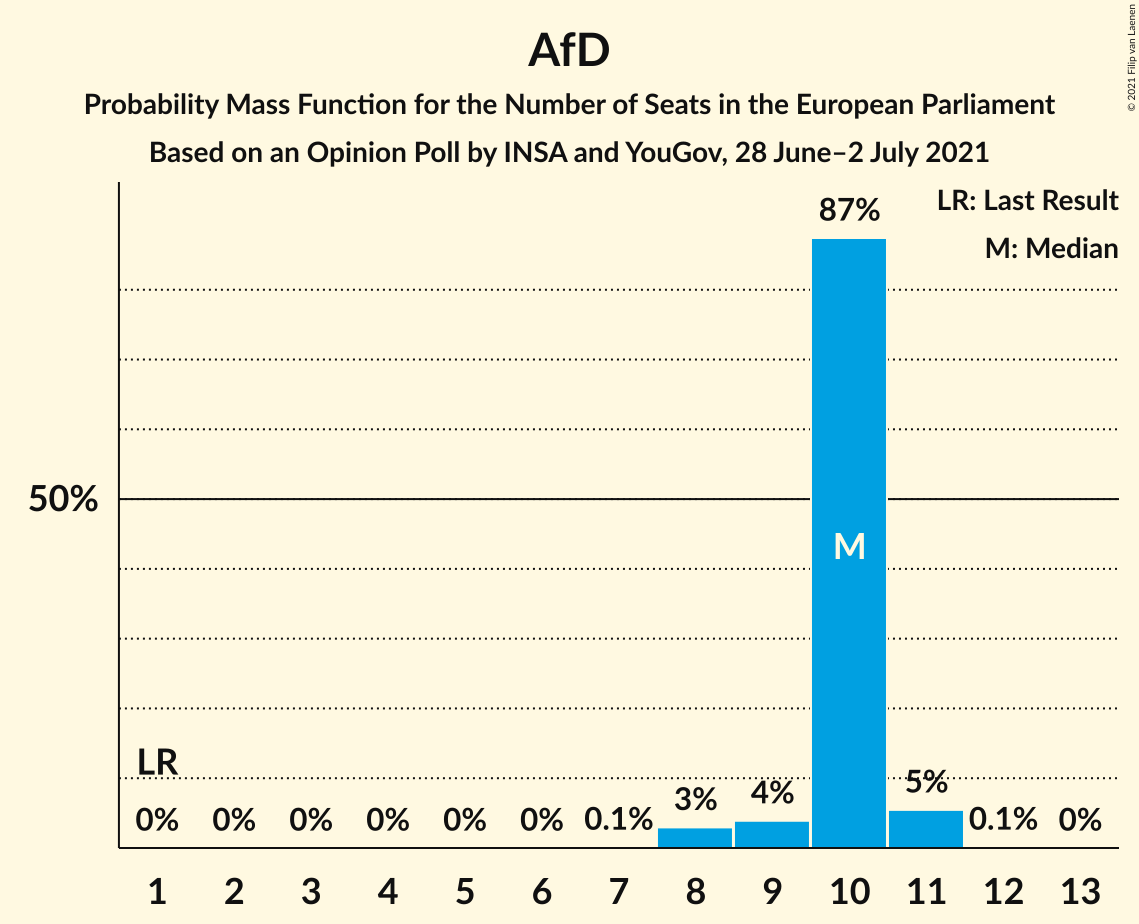 AfD
Probability Mass Function for the Number of Seats in the European Parliament
Based on an Opinion Poll by INSA and YouGov, 28 June–2 July 2021
© 2021 Filip van Laenen
LR: Last Result
M: Median
87%
50%
M
LR
0% 0% 0% 0% 0% 0% 0.1% 3% 4% 5% 0.1% 0%
1 2 3 4 5 6 7 8 9 10 11 12 13